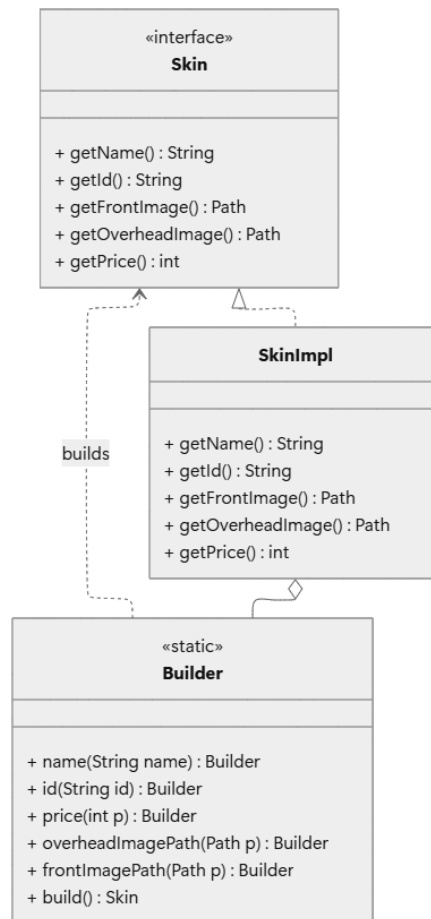 «interface»
Skin
+ getName() : String
+ getId() : String
+ getFrontImage() : Path
+ getOverheadImage() : Path
+ getPrice() : int
SkinImpl
+ getName() : String
+ getId() : String
+ getFrontImage() : Path
+ getOverheadImage() : Path
+ getPrice() : int
builds
«static»
Builder
+ name(String name) : Builder
+ id(String id) : Builder
+ price(int p) : Builder
+ overheadImagePath(Path p) : Builder
+ frontImagePath(Path p) : Builder
+ build() : Skin